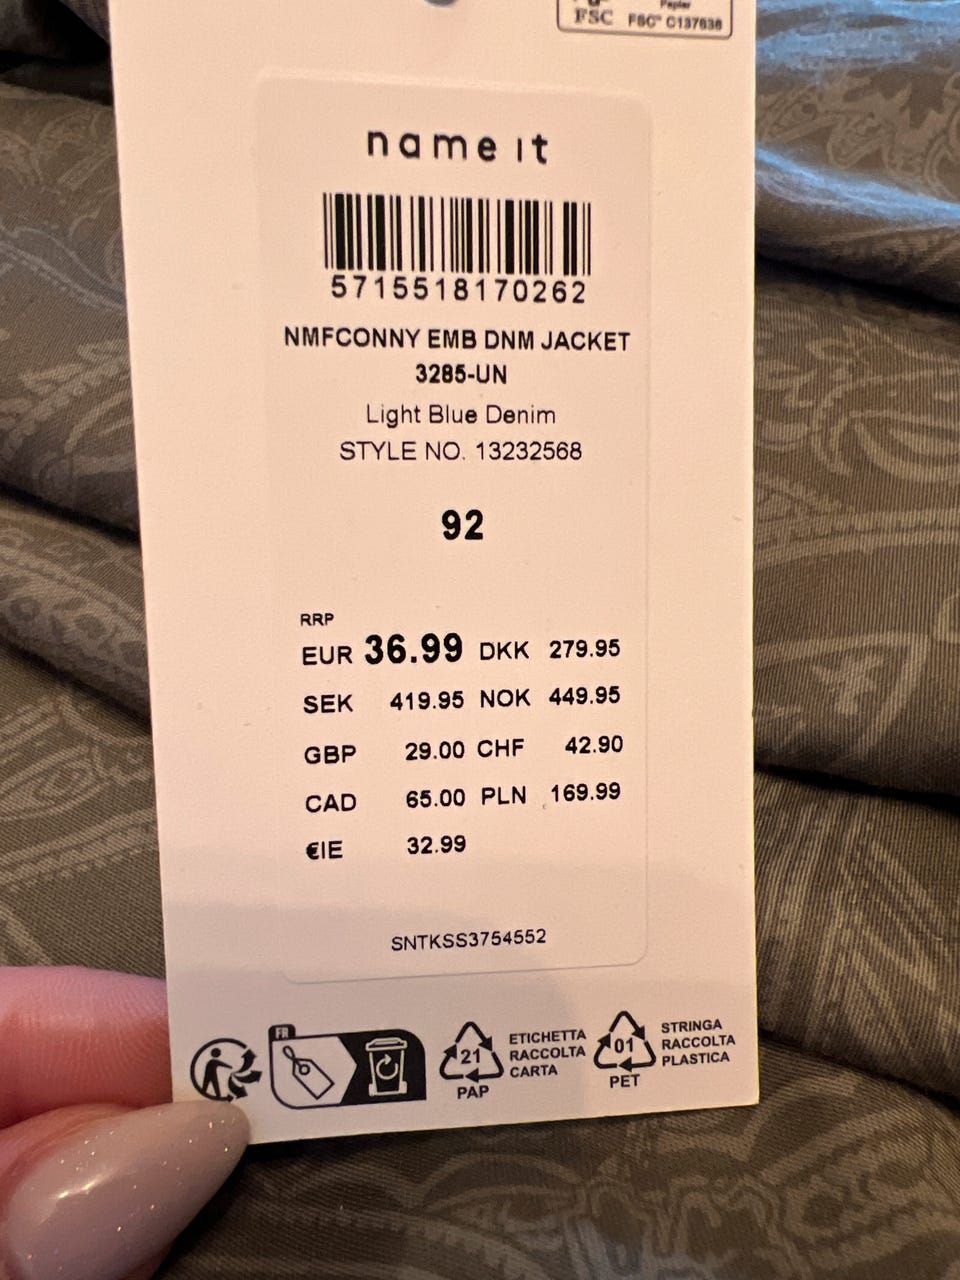 Papier
FSC FSC™ C137636
name it
5715518170262
NMFCONNY EMB DNM JACKET
3285-UN
Light Blue Denim
STYLE NO. 13232568
92
RRP
EUR 36.99 DKK 279.95
SEK 419.95 NOK 449.95
GBP 29.00 CHF 42.90
CAD 65.00 PLN 169.99
€IE 32.99
SNTKSS3754552
FR
21
PAP
ETICHETTA
RACCOLTA
CARTA
01
PET
STRINGA
RACCOLTA
PLASTICA